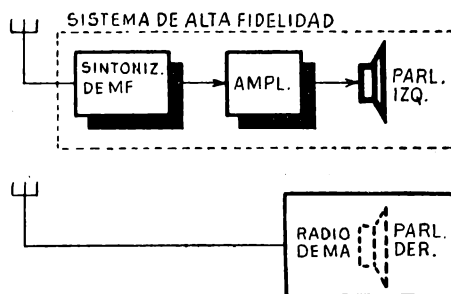 SISTEMA DE ALTA FIDELIDAD
SINTONIZ.
DE MF
AMPL.
PARL.
IZQ.
RADIO
DE MA
PARL.
DER.